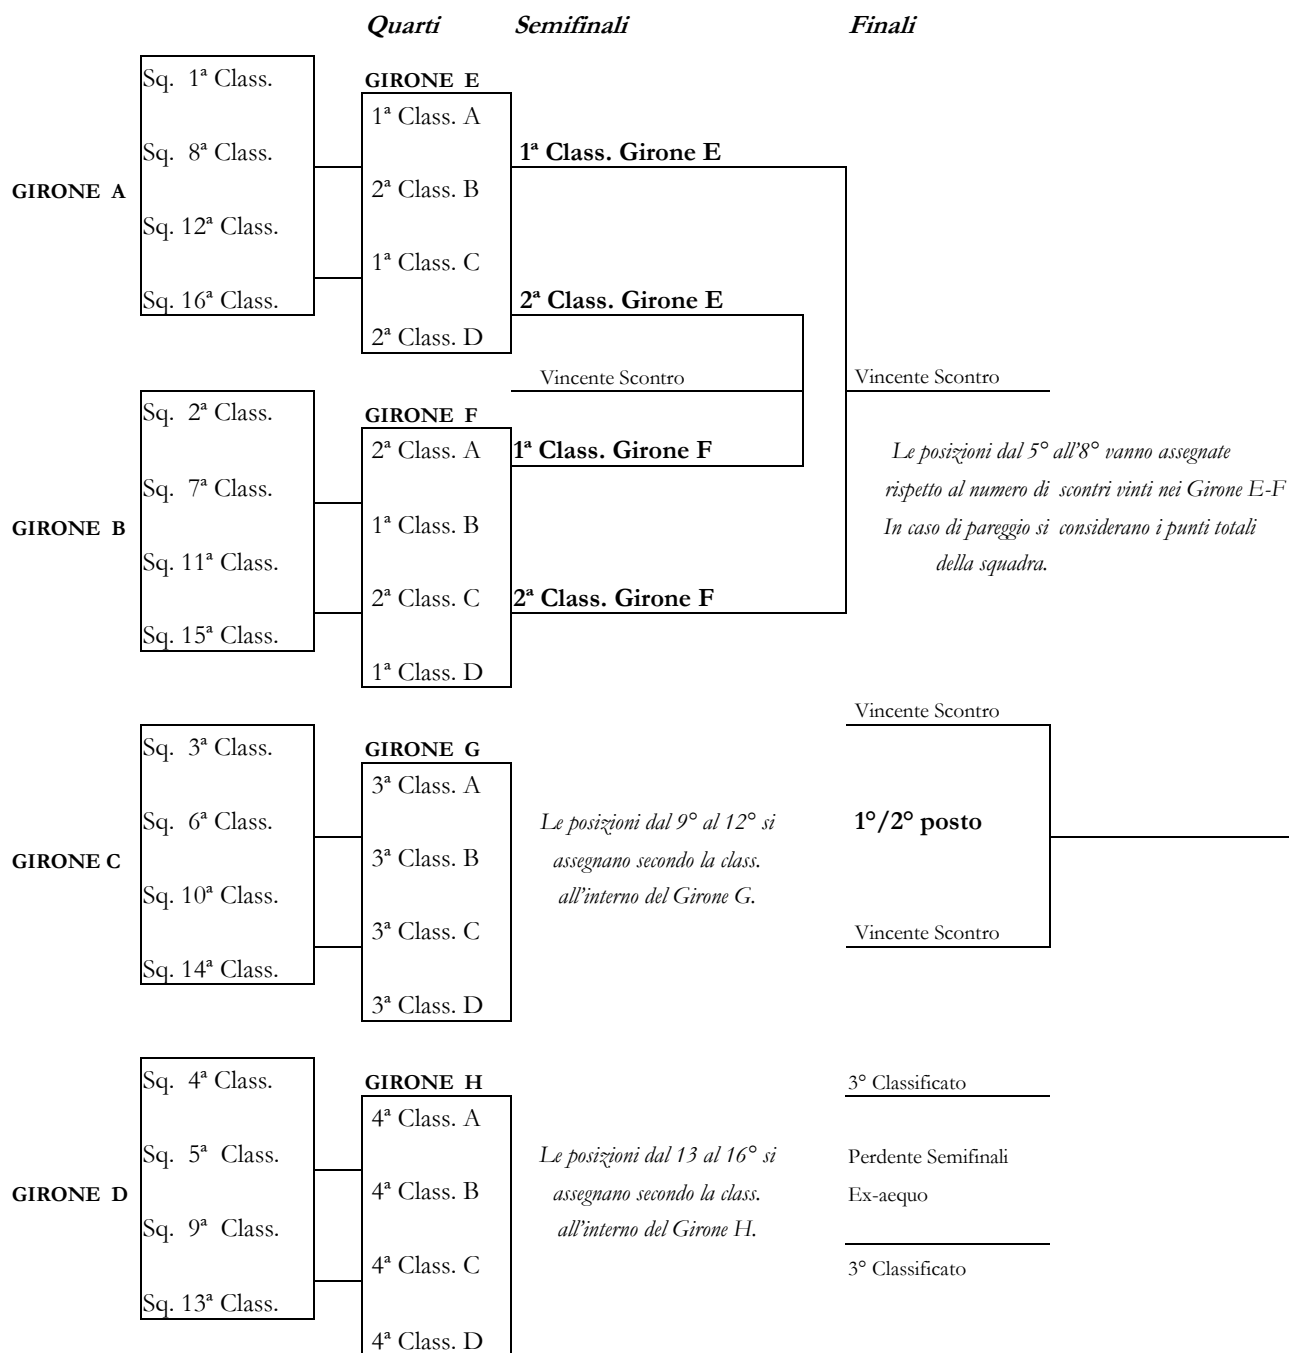 Quarti Semifinali Finali
Sq. 1ª Class.
GIRONE E
1ª Class. A
Sq. 8ª Class.
1ª Class. Girone E
GIRONE A
2ª Class. B
Sq. 12ª Class.
1ª Class. C
Sq. 16ª Class.
2ª Class. Girone E
2ª Class. D
Vincente Scontro
Vincente Scontro
Sq. 2ª Class.
GIRONE F
2ª Class. A
1ª Class. Girone F
Le posizioni dal 5° all'8° vanno assegnate
Sq. 7ª Class.
rispetto al numero di scontri vinti nei Girone E-F
GIRONE B
1ª Class. B
In caso di pareggio si considerano i punti totali
Sq. 11ª Class.
della squadra.
2ª Class. C
2ª Class. Girone F
Sq. 15ª Class.
1ª Class. D
Vincente Scontro
Sq. 3ª Class.
GIRONE G
3ª Class. A
Sq. 6ª Class.
Le posizioni dal 9° al 12° si
1°/2° posto
GIRONE C
3ª Class. B
assegnano secondo la class.
Sq. 10ª Class.
all'interno del Girone G.
3ª Class. C
Vincente Scontro
Sq. 14ª Class.
3ª Class. D
Sq. 4ª Class.
GIRONE H
3° Classificato
4ª Class. A
Sq. 5ª Class.
Le posizioni dal 13 al 16° si
Perdente Semifinali
GIRONE D
4ª Class. B
assegnano secondo la class.
Ex-aequo
Sq. 9ª Class.
all'interno del Girone H.
4ª Class. C
3° Classificato
Sq. 13ª Class.
4ª Class. D